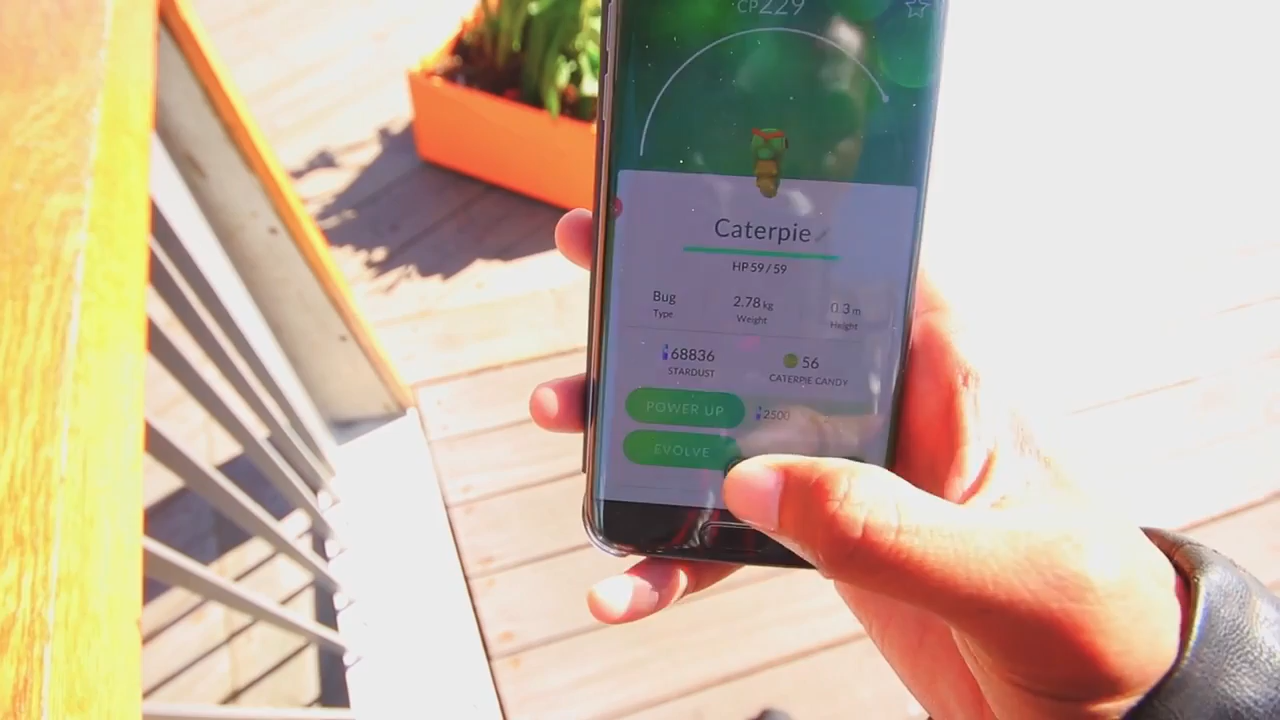 CP229
Caterpie
HP 59 / 59
Bug
Type
2.78 kg
Weight
0.3 m
Height
68836
STARDUST
56
CATERPIE CANDY
POWER UP
2500
EVOLVE